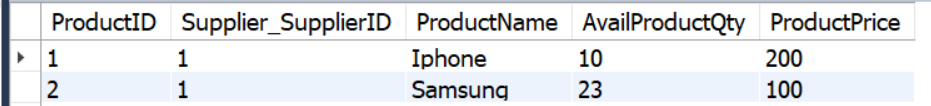 ProductID Supplier_SupplierID ProductName AvailProductQty ProductPrice
1 1 Iphone 10 200
2 1 Samsung 23 100